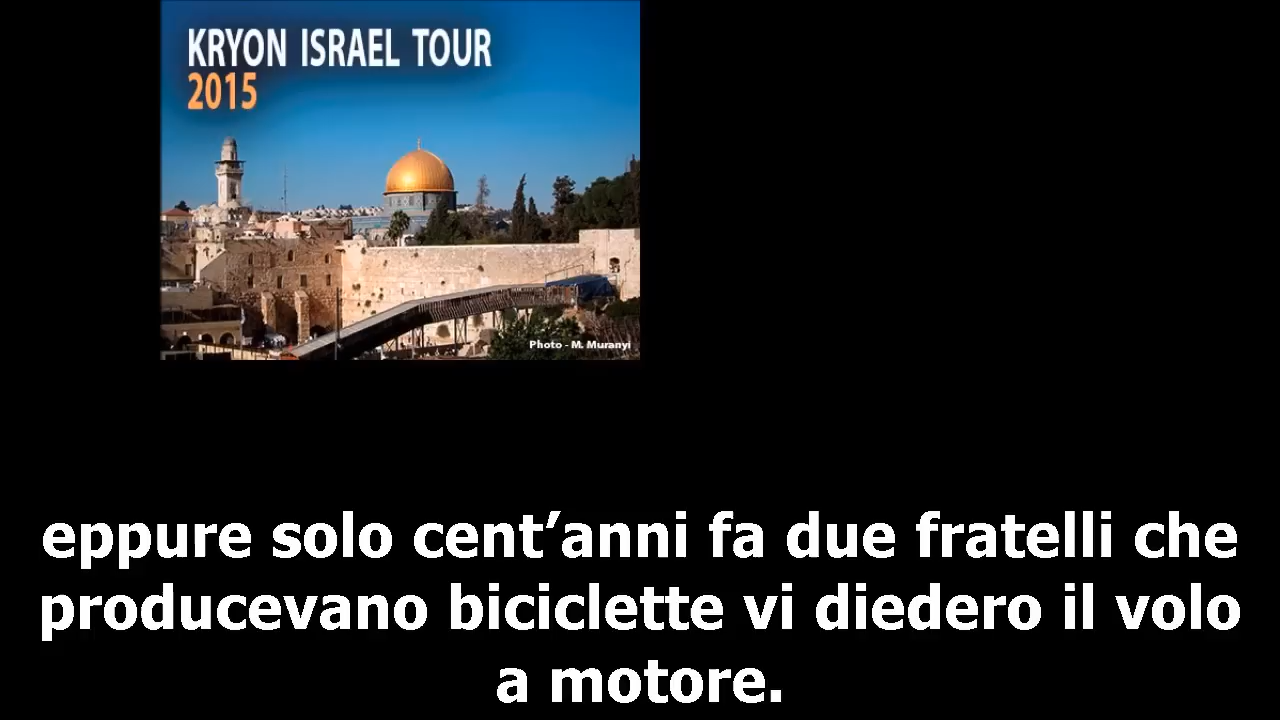 KRYON ISRAEL TOUR
2015
Photo - M. Muranyi
eppure solo cent’anni fa due fratelli che
producevano biciclette vi diedero il volo
a motore.